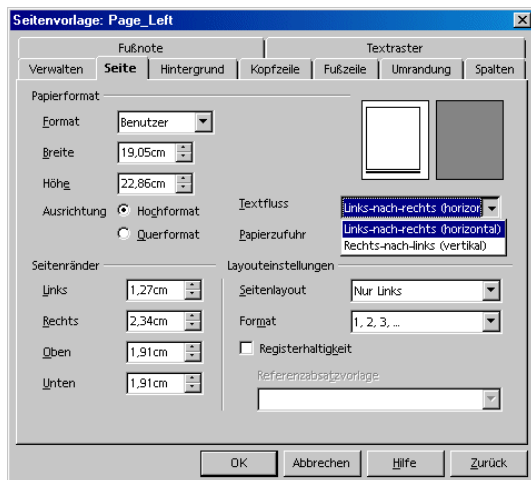 Seitenvorlage: Page_Left
Fußnote
Textraster
Verwalten
Seite
Hintergrund
Kopfzeile
Fußzeile
Umrandung
Spalten
Papierformat
Format
Benutzer
Breite
19,05cm
Höhe
22,86cm
Ausrichtung
Hochformat
Querformat
Textfluss
Links-nach-rechts (horizor
Links-nach-rechts (horizontal)
Rechts-nach-links (vertikal)
Papierzufuhr
Seitenränder
Links
1,27cm
Rechts
2,34cm
Oben
1,91cm
Unten
1,91cm
Layouteinstellungen
Seitenlayout
Nur Links
Format
1, 2, 3, ...
Registerhaltigkeit
Referenzabsatzvorlage
OK
Abbrechen
Hilfe
Zurück